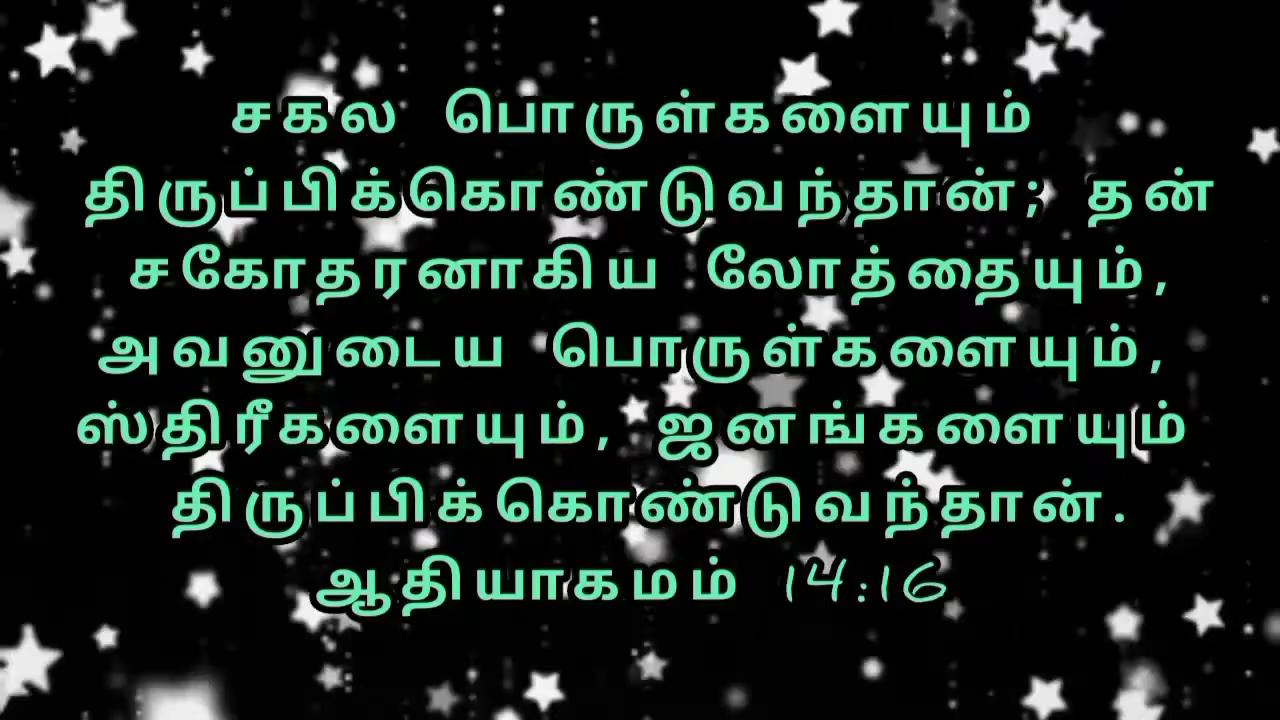 சகல பொருள்களையும்
திருப்பிக்கொண்டுவந்தான்; தன்
சகோதரனாகிய லோத்தையும்,
அவனுடைய பொருள்களையும்,
ஸ்திரீகளையும், ஜனங்களையும்
திருப்பிக்கொண்டுவந்தான்.
ஆதியாகமம் 14:16